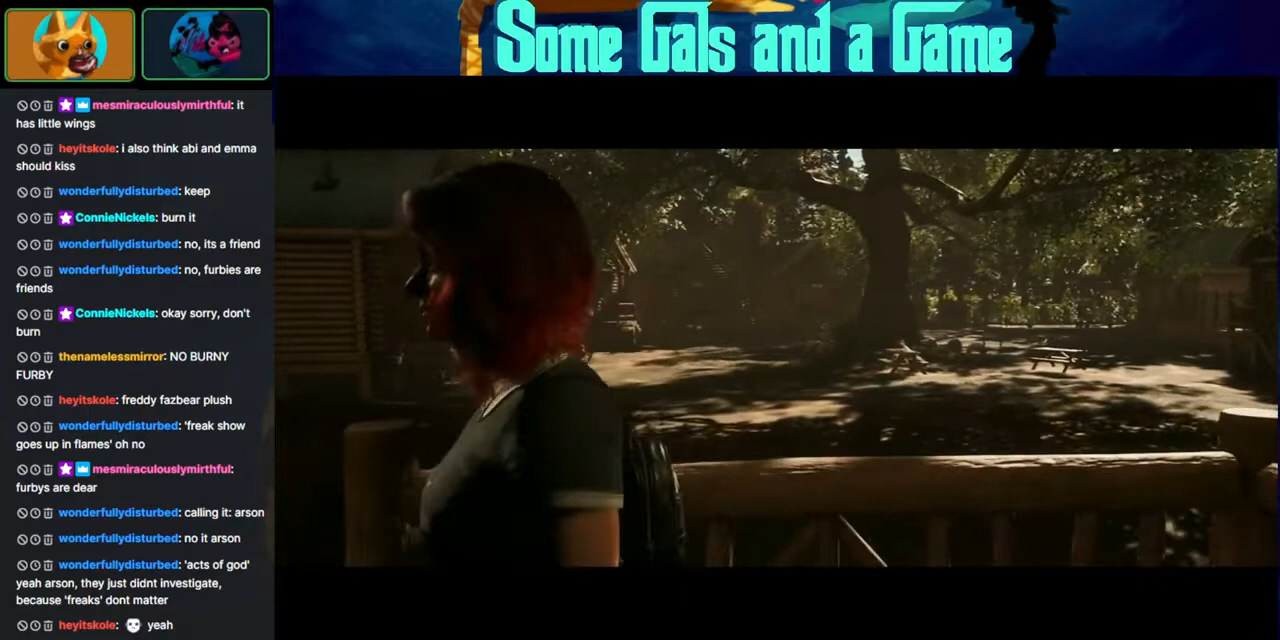 Some Gals and a Game
mesmiraculouslymirthful: it
has little wings
heyitskole: i also think abi and emma
should kiss
wonderfullydisturbed: keep
ConnieNickels: burn it
wonderfullydisturbed: no, its a friend
wonderfullydisturbed: no, furbies are
friends
ConnieNickels: okay sorry, don't
burn
thenamelessmirror: NO BURNY
FURBY
heyitskole: freddy fazbear plush
wonderfullydisturbed: 'freak show
goes up in flames' oh no
mesmiraculouslymirthful:
furbys are dear
wonderfullydisturbed: calling it: arson
wonderfullydisturbed: no it arson
wonderfullydisturbed: 'acts of god'
yeah arson, they just didnt investigate,
because 'freaks' dont matter
heyitskole: yeah